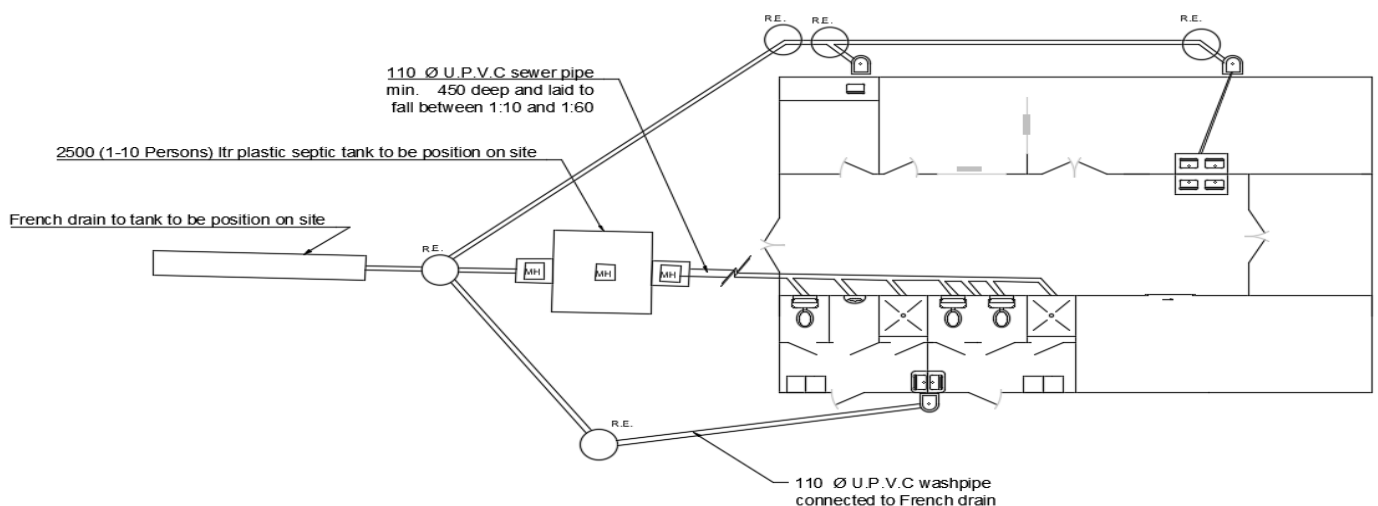 R.E.
R.E.
R.E.
110 Ø U.P.V.C sewer pipe
min. 450 deep and laid to
fall between 1:10 and 1:60
2500 (1-10 Persons) ltr plastic septic tank to be position on site
French drain to tank to be position on site
R.E.
MH
MH
MH
R.E.
110 Ø U.P.V.C washpipe
connected to French drain